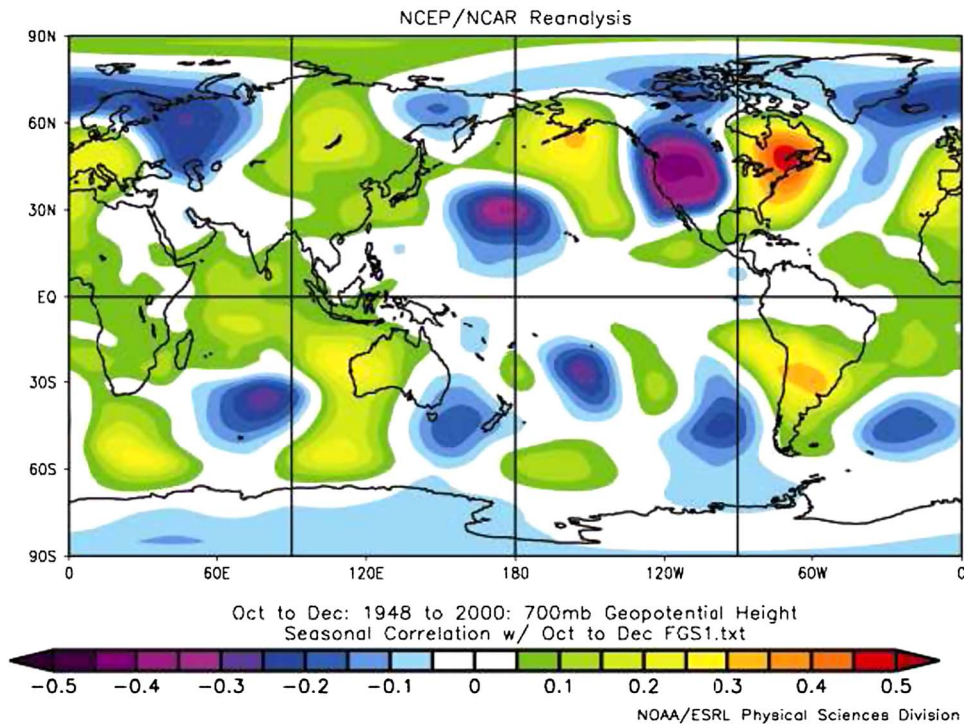 NCEP/NCAR Reanalysis
90N
60N
30N
EQ
30S
60S
90S
0 60E 120E 180 120W 60W 0
Oct to Dec: 1948 to 2000: 700mb Geopotential Height
Seasonal Correlation w/ Oct to Dec FGS1.txt
-0.5 -0.4 -0.3 -0.2 -0.1 0 0.1 0.2 0.3 0.4 0.5
NOAA/ESRL Physical Sciences Division